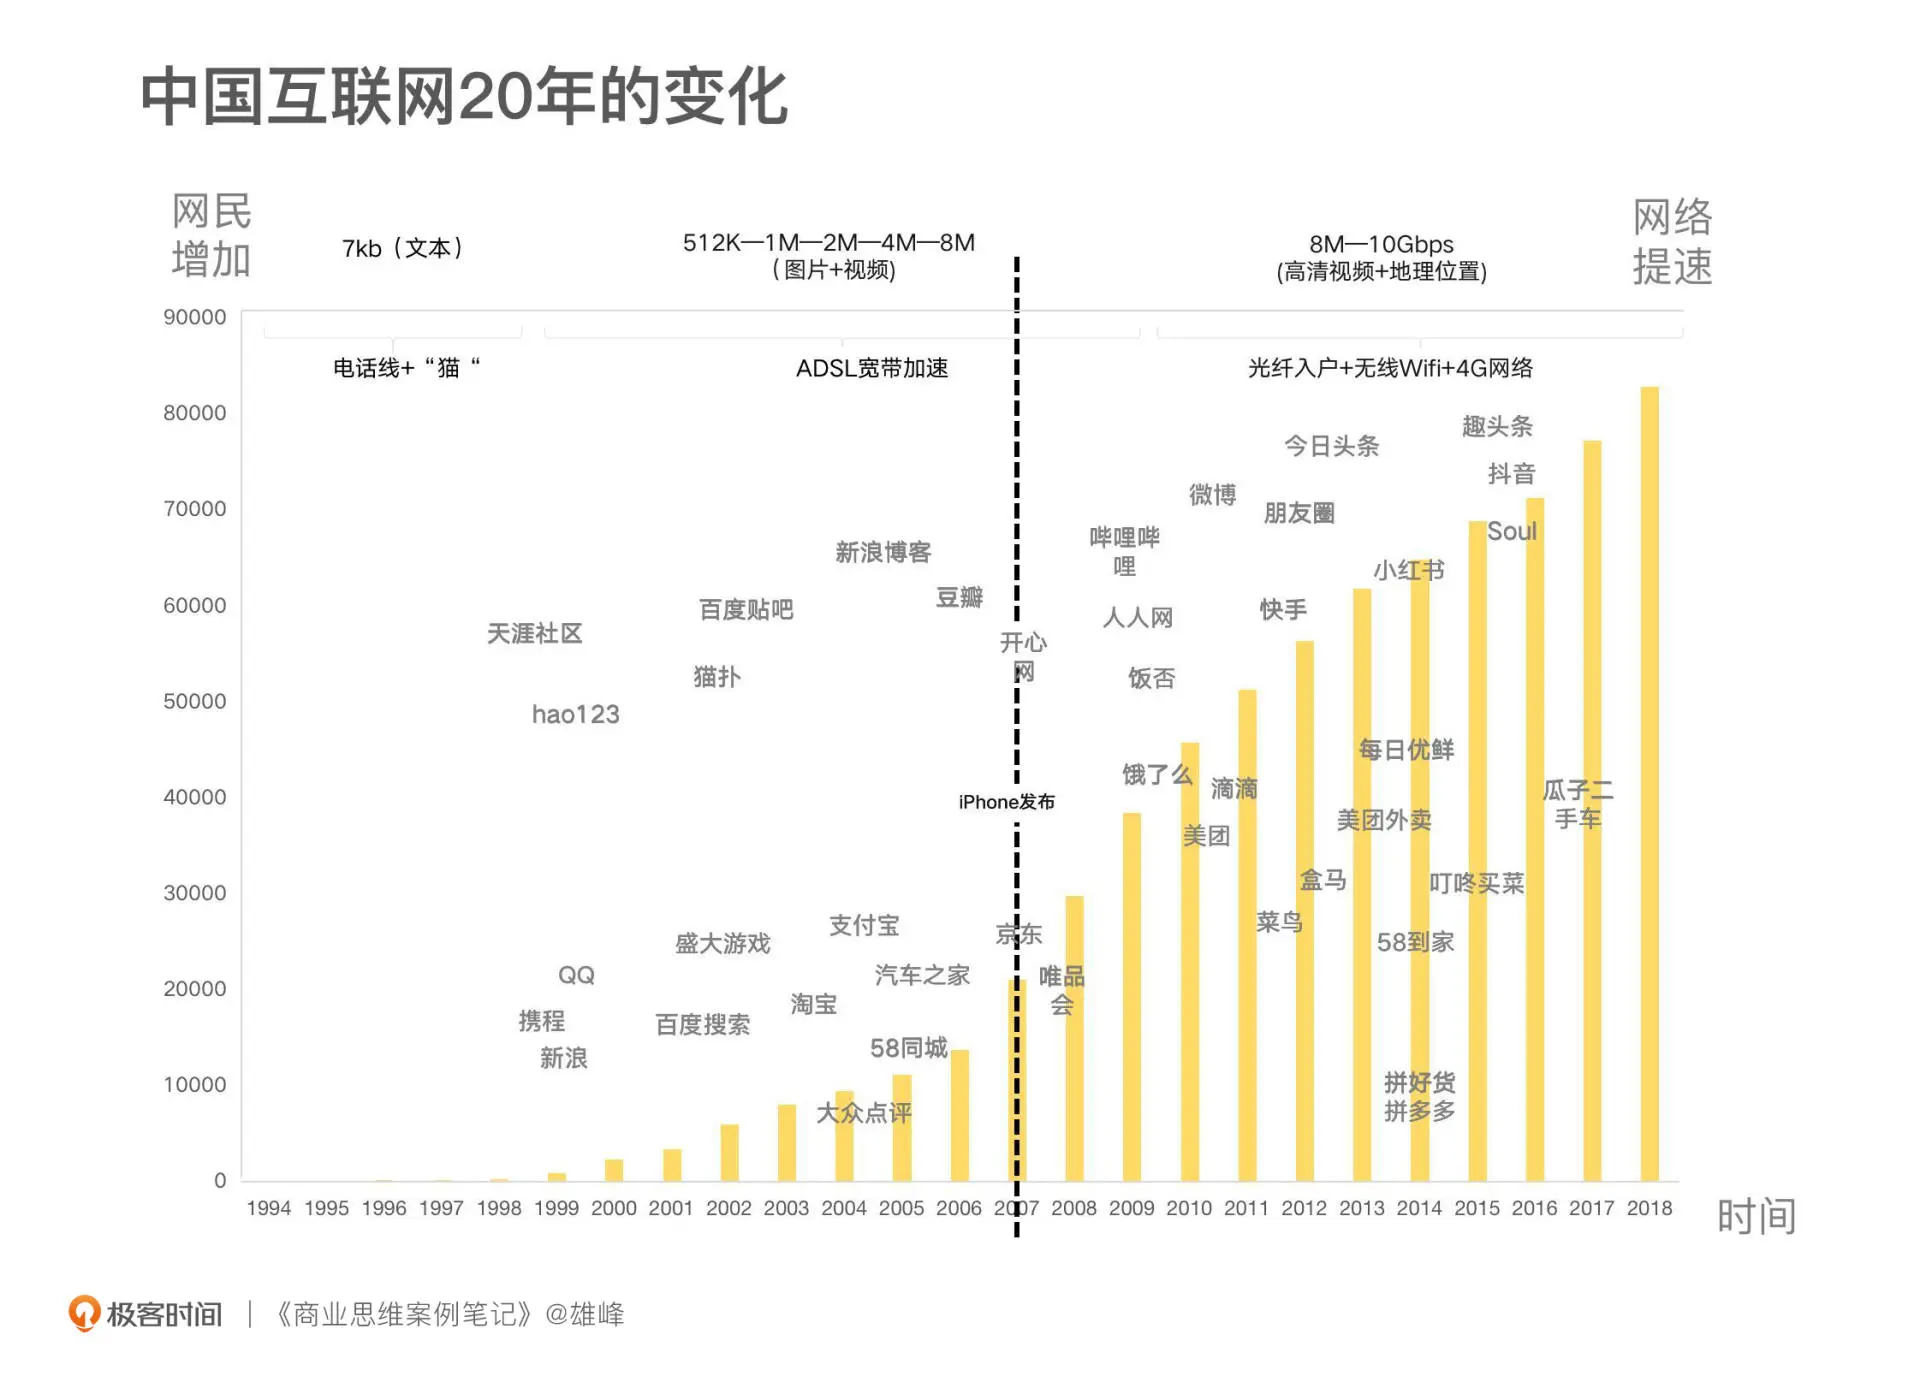 中国互联网20年的变化
网民
增加
7kb（文本）
512K—1M—2M—4M—8M
（图片+视频)
8M—10Gbps
(高清视频+地理位置)
网络
提速
90000
电话线+“猫“
ADSL宽带加速
光纤入户+无线Wifi+4G网络
80000
趣头条
今日头条
抖音
微博
朋友圈
70000
Soul
哔哩哔
哩
新浪博客
小红书
豆瓣
60000
百度贴吧
快手
人人网
天涯社区
开心
网
猫扑
饭否
50000
hao123
每日优鲜
饿了么
滴滴
瓜子二
手车
40000
iPhone发布
美团外卖
美团
30000
盒马
叮咚买菜
支付宝
菜鸟
京东
盛大游戏
58到家
QQ
汽车之家
唯品
会
20000
淘宝
携程
百度搜索
58同城
新浪
10000
拼好货
拼多多
大众点评
0
1994 1995 1996 1997 1998 1999 2000 2001 2002 2003 2004 2005 2006 2007 2008 2009 2010 2011 2012 2013 2014 2015 2016 2017 2018
时间
极客时间 | 《商业思维案例笔记》@雄峰